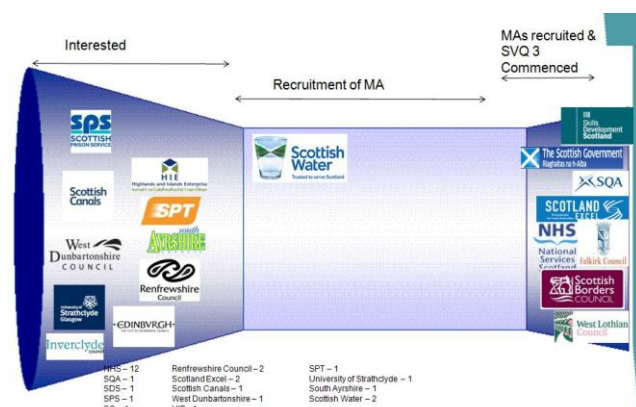 Interested
MAs recruited &
SVQ 3
Commenced
Recruitment of MA
sps
SCOTTISH
PRISON SERVICE
HIE
Highlands and Islands Enterprise
Scottish
Canals
SPT
south
AYRSHIRE
West
Dunbartonshire
COUNCIL
Renfrewshire
Council
University of
Strathclyde
Glasgow
·EDINBVRGH·
Inverclyde
council
Scottish
Water
Trusted to serve Scotland
Skills
Development
Scotland
The Scottish Government
Riaghaltas na h-Alba
SQA
SCOTLAND
EXCEL
NHS
National
Services
Scotland
Falkirk Council
Scottish
Borders
COUNCIL
West Lothian
Council
NHS – 12
SQA – 1
SDS – 1
SPS – 1
Renfrewshire Council – 2
Scotland Excel – 2
Scottish Canals – 1
West Dunbartonshire – 1
SPT – 1
University of Strathclyde – 1
South Ayrshire – 1
Scottish Water – 2